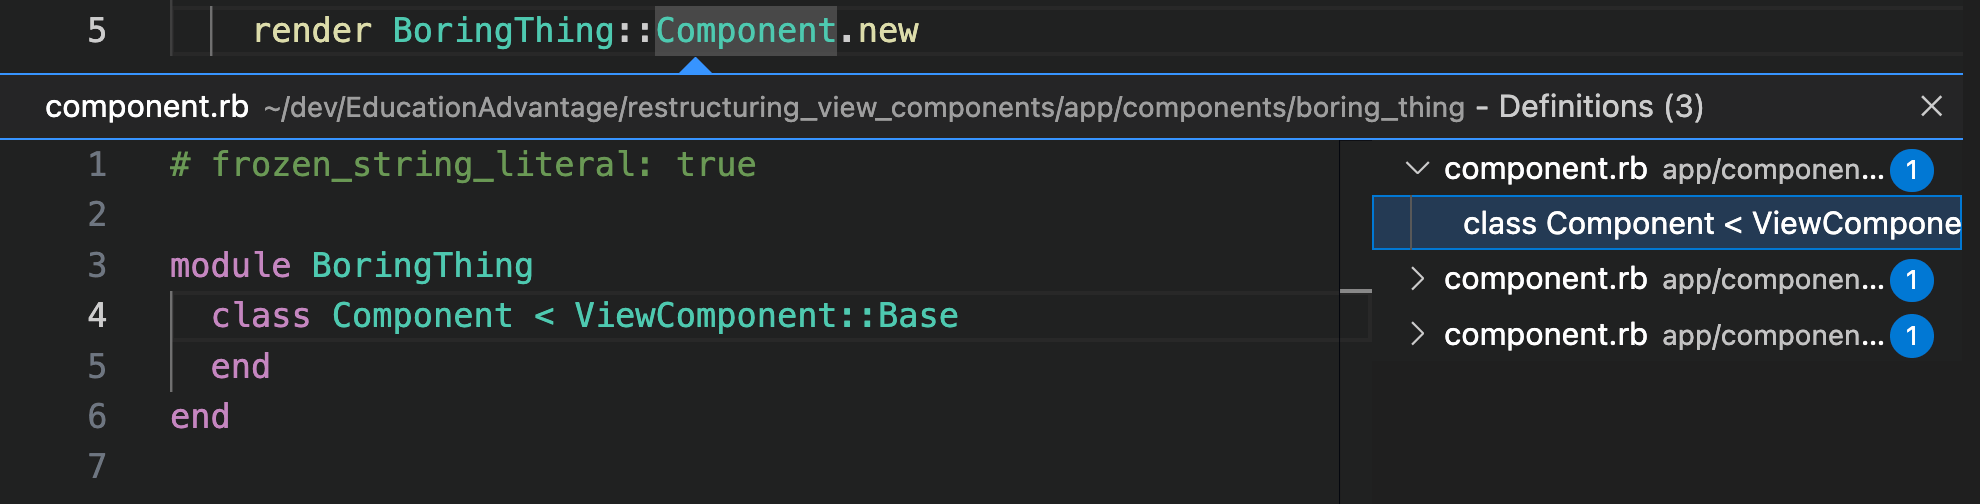 5 render BoringThing::Component.new
component.rb ~/dev/EducationAdvantage/restructuring_view_components/app/components/boring_thing - Definitions (3)
1 # frozen_string_literal: true
2
3 module BoringThing
4 class Component < ViewComponent::Base
5 end
6 end
7
component.rb app/componen... 1
class Component < ViewCompone
component.rb app/componen... 1
component.rb app/componen... 1